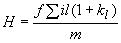 H = f∑il(1 + k_l) / m